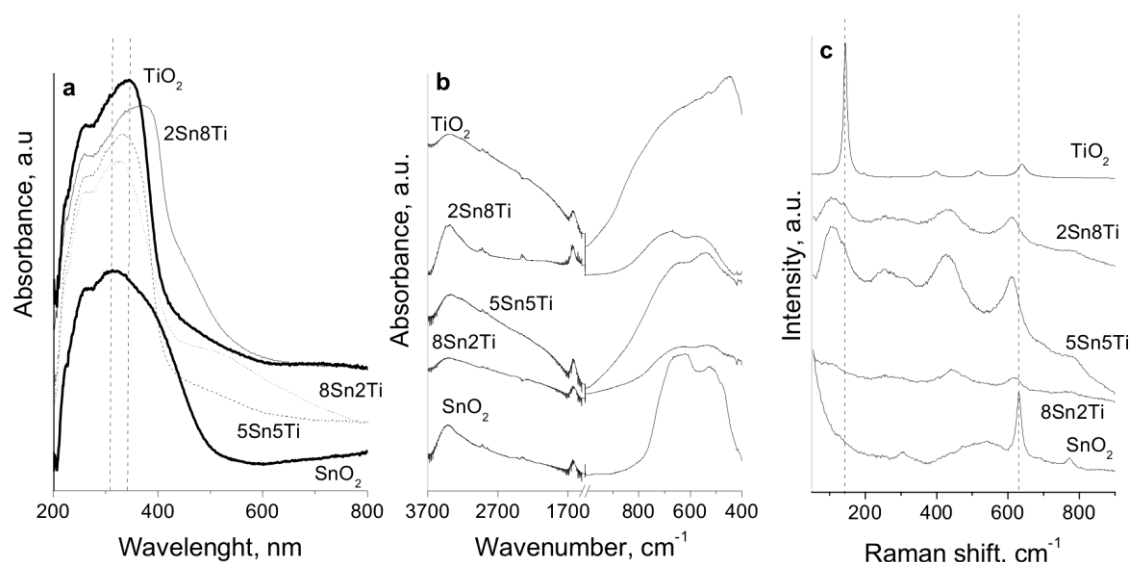 a
TiO2
2Sn8Ti
8Sn2Ti
5Sn5Ti
SnO2
Absorbance, a.u
200 400 600 800
Wavelenght, nm
b
TiO2
2Sn8Ti
5Sn5Ti
8Sn2Ti
SnO2
Absorbance, a.u.
3700 2700 1700 800 600 400
Wavenumber, cm-1
c
TiO2
2Sn8Ti
5Sn5Ti
8Sn2Ti
SnO2
Intensity, a.u.
200 400 600 800
Raman shift, cm-1